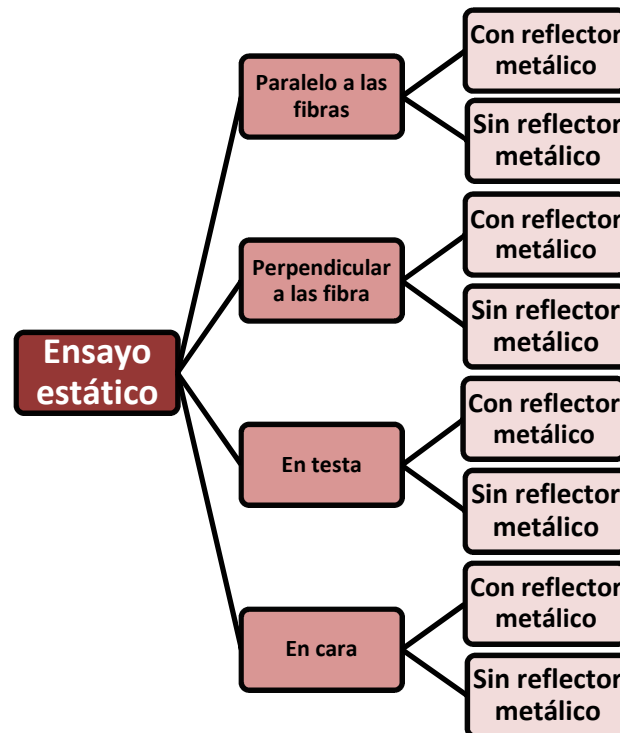 Ensayo
estático
Paralelo a las
fibras
Con reflector
metálico
Sin reflector
metálico
Perpendicular
a las fibra
Con reflector
metálico
Sin reflector
metálico
En testa
Con reflector
metálico
Sin reflector
metálico
En cara
Con reflector
metálico
Sin reflector
metálico